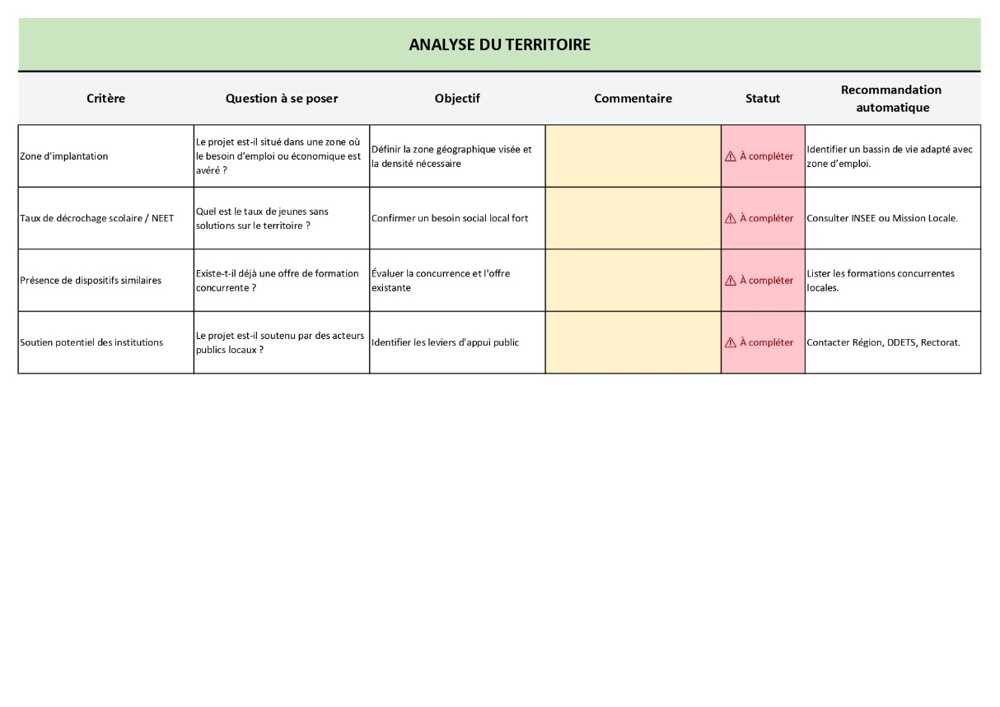 ANALYSE DU TERRITOIRE
Critère
Question à se poser
Objectif
Commentaire
Statut
Recommandation
automatique
Zone d’implantation
Le projet est-il situé dans une zone où
le besoin d'emploi ou économique est
avéré ?
Définir la zone géographique visée et
la densité nécessaire
⚠ À compléter
Identifier un bassin de vie adapté avec
zone d’emploi.
Taux de décrochage scolaire / NEET
Quel est le taux de jeunes sans
solutions sur le territoire ?
Confirmer un besoin social local fort
⚠ À compléter
Consulter INSEE ou Mission Locale.
Présence de dispositifs similaires
Existe-t-il déjà une offre de formation
concurrente ?
Évaluer la concurrence et l'offre
existante
⚠ À compléter
Lister les formations concurrentes
locales.
Soutien potentiel des institutions
Le projet est-il soutenu par des acteurs
publics locaux ?
Identifier les leviers d'appui public
⚠ À compléter
Contacter Région, DDETS, Rectorat.